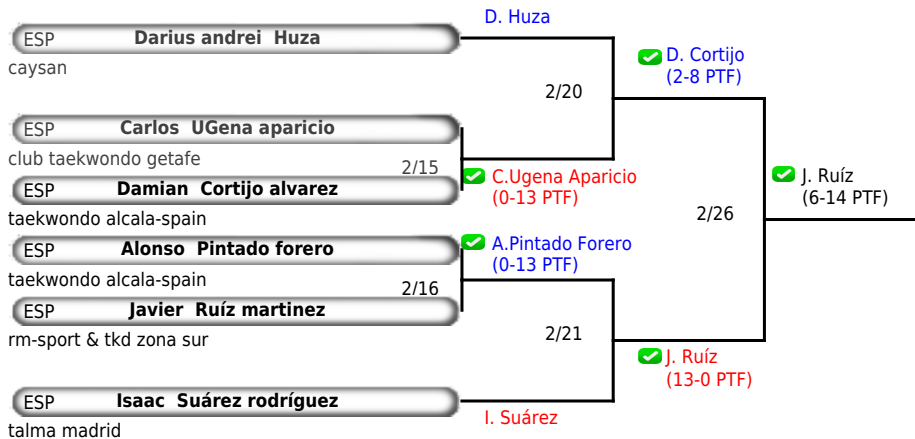 D. Huza
ESP Darius andrei Huza
caysan
D. Cortijo
(2-8 PTF)
2/20
ESP Carlos UGena aparicio
club taekwondo getafe
2/15
C.Ugena Aparicio
(0-13 PTF)
ESP Damian Cortijo alvarez
taekwondo alcala-spain
J. Ruíz
(6-14 PTF)
2/26
ESP Alonso Pintado forero
taekwondo alcala-spain
A.Pintado Forero
(0-13 PTF)
2/16
ESP Javier Ruíz martinez
rm-sport & tkd zona sur
2/21
J. Ruíz
(13-0 PTF)
ESP Isaac Suárez rodríguez
talma madrid
I. Suárez